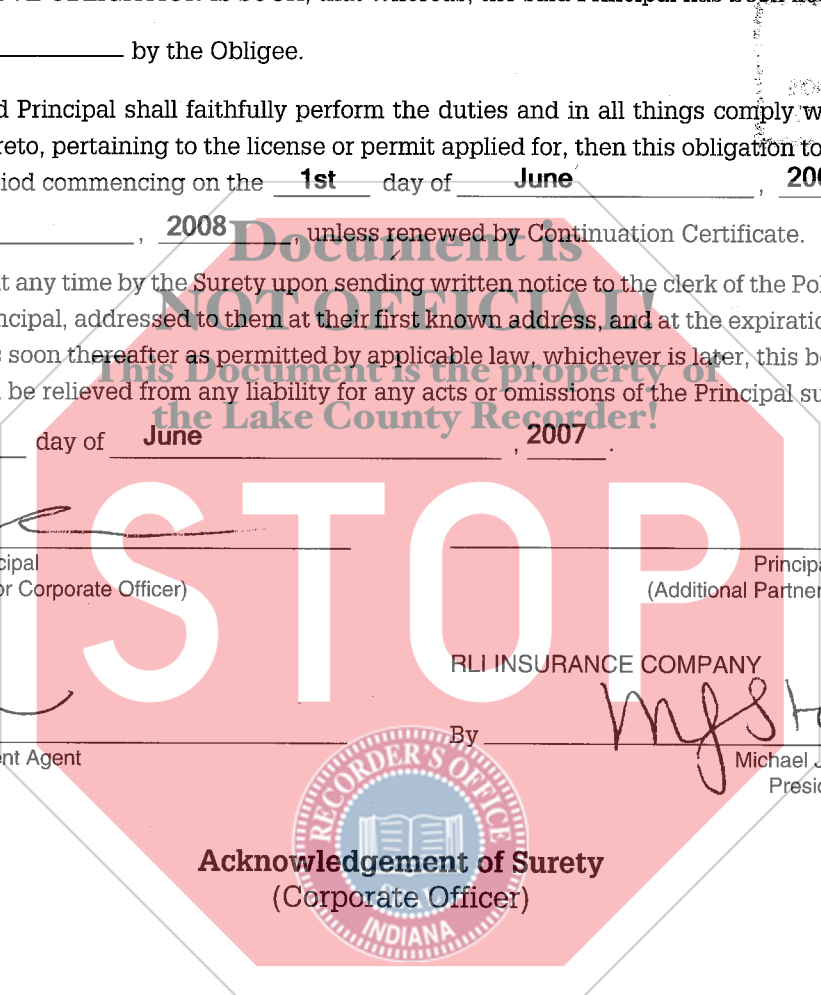 by the Obligee.
d Principal shall faithfully perform the duties and in all things comply w
reto, pertaining to the license or permit applied for, then this obligation to
iod commencing on the 1st day of June , 200
, 2008 , unless renewed by Continuation Certificate.
Document is
t any time by the Surety upon sending written notice to the clerk of the Pol
NOT OFFICIAL!
ncipal, addressed to them at their first known address, and at the expiratio
s soon thereafter as permitted by applicable law, whichever is later, this b
This Document is the property of
be relieved from any liability for any acts or omissions of the Principal su
the Lake County Recorder!
day of June , 2007 .
STOP
cipal
Principa
or Corporate Officer)
(Additional Partner
RLI INSURANCE COMPANY
By
nt Agent
Michael J
Presid
RECORDER'S OFFICE
Acknowledgement of Surety
(Corporate Officer)
INDIANA